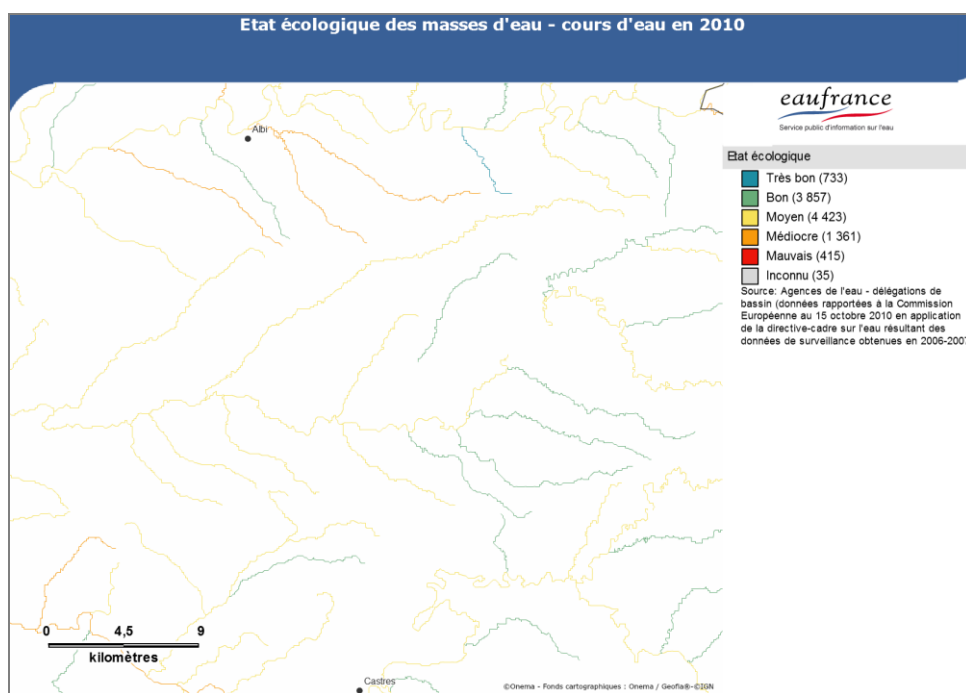 Etat écologique des masses d'eau - cours d'eau en 2010
eaufrance
Service public d'information sur l'eau
Etat écologique
Très bon (733)
Bon (3 857)
Moyen (4 423)
Médiocre (1 361)
Mauvais (415)
Inconnu (35)
Source: Agences de l'eau - délégations de
bassin (données rapportées à la Commission
Européenne au 15 octobre 2010 en application
de la directive-cadre sur l'eau résultant des
données de surveillance obtenues en 2006-2007
Albi
0 4,5 9
kilomètres
Castres
©Onema - Fonds cartographiques : Onema / Geofla®-©IGN